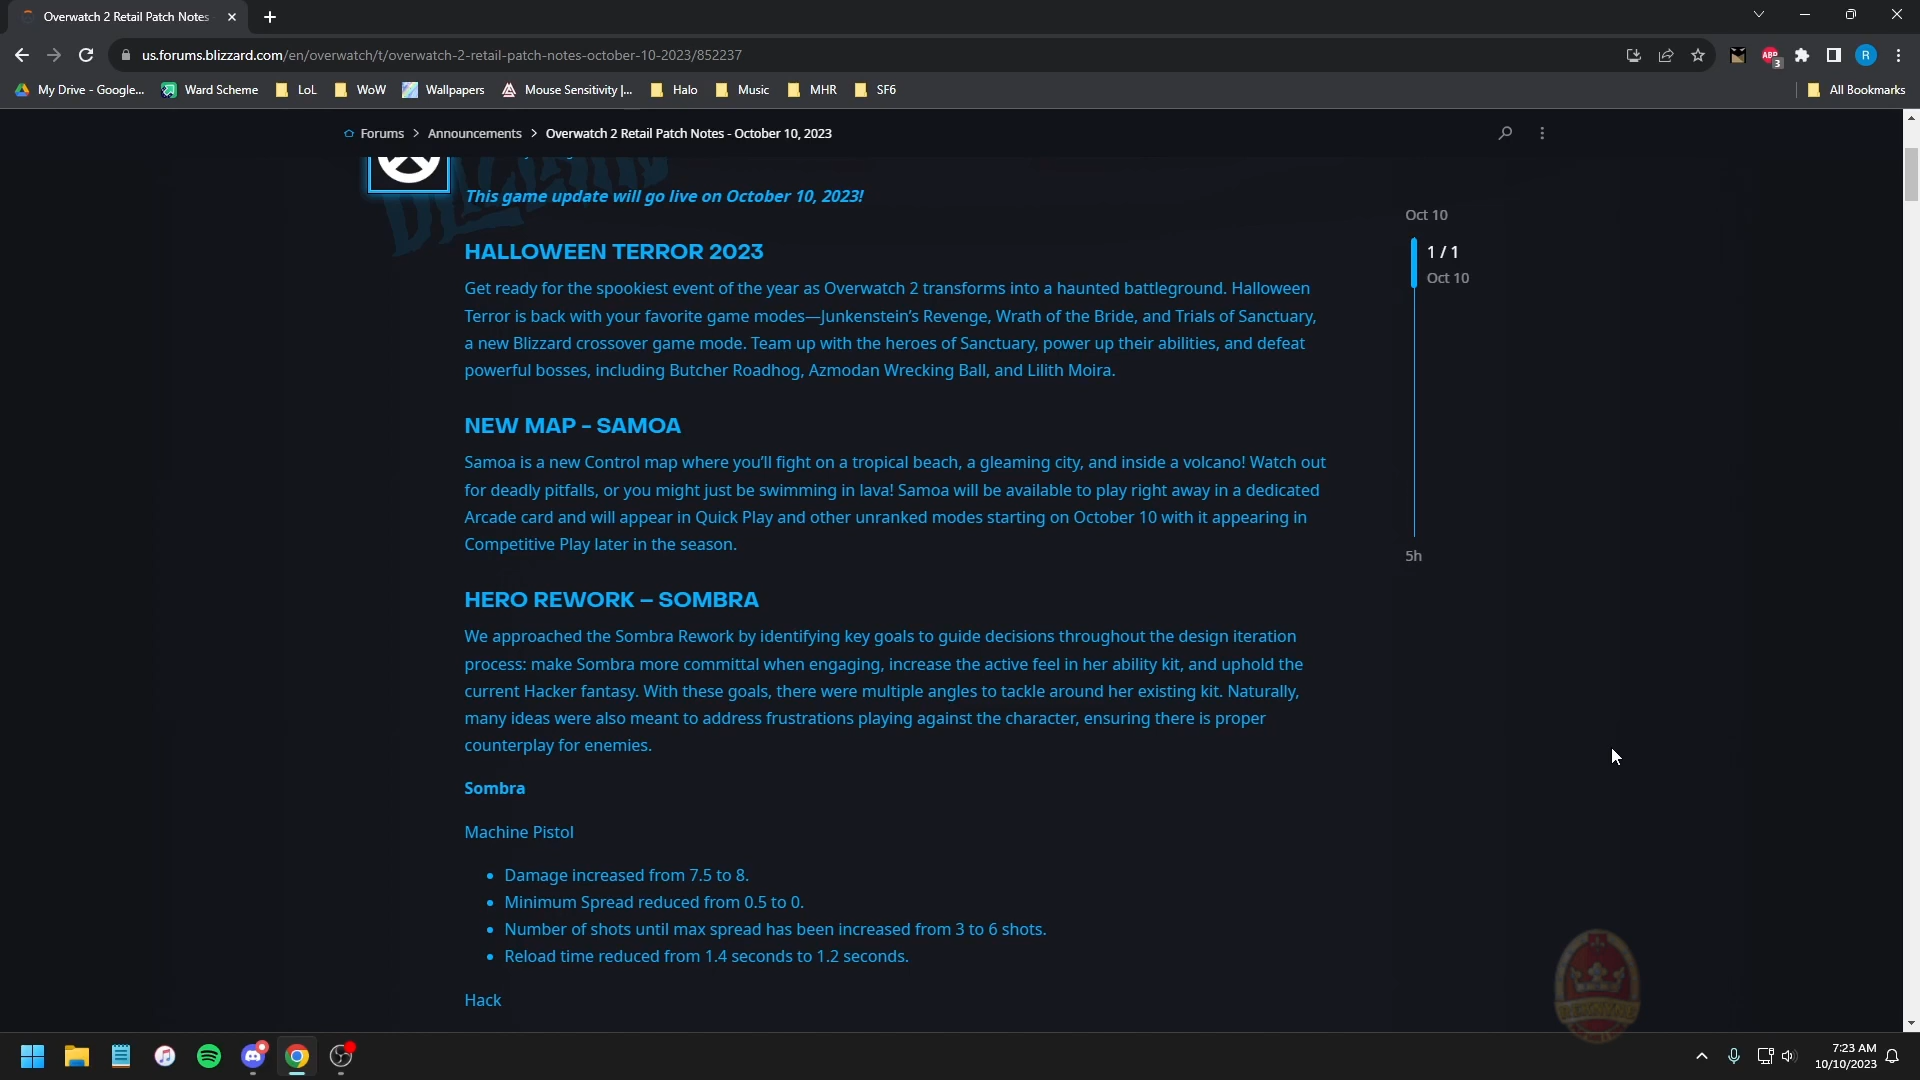 Overwatch 2 Retail Patch Notes
us.forums.blizzard.com/en/overwatch/t/overwatch-2-retail-patch-notes-october-10-2023/852237
ABP
3
R
My Drive - Google...
Ward Scheme
LoL
WoW
Wallpapers
Mouse Sensitivity |...
Halo
Music
MHR
SF6
All Bookmarks
Forums > Announcements > Overwatch 2 Retail Patch Notes - October 10, 2023
This game update will go live on October 10, 2023!
Oct 10
1 / 1
Oct 10
5h
HALLOWEEN TERROR 2023
Get ready for the spookiest event of the year as Overwatch 2 transforms into a haunted battleground. Halloween
Terror is back with your favorite game modes—Junkenstein’s Revenge, Wrath of the Bride, and Trials of Sanctuary,
a new Blizzard crossover game mode. Team up with the heroes of Sanctuary, power up their abilities, and defeat
powerful bosses, including Butcher Roadhog, Azmodan Wrecking Ball, and Lilith Moira.
NEW MAP - SAMOA
Samoa is a new Control map where you’ll fight on a tropical beach, a gleaming city, and inside a volcano! Watch out
for deadly pitfalls, or you might just be swimming in lava! Samoa will be available to play right away in a dedicated
Arcade card and will appear in Quick Play and other unranked modes starting on October 10 with it appearing in
Competitive Play later in the season.
HERO REWORK – SOMBRA
We approached the Sombra Rework by identifying key goals to guide decisions throughout the design iteration
process: make Sombra more committal when engaging, increase the active feel in her ability kit, and uphold the
current Hacker fantasy. With these goals, there were multiple angles to tackle around her existing kit. Naturally,
many ideas were also meant to address frustrations playing against the character, ensuring there is proper
counterplay for enemies.
Sombra
Machine Pistol
• Damage increased from 7.5 to 8.
• Minimum Spread reduced from 0.5 to 0.
• Number of shots until max spread has been increased from 3 to 6 shots.
• Reload time reduced from 1.4 seconds to 1.2 seconds.
Hack
7:23 AM
10/10/2023